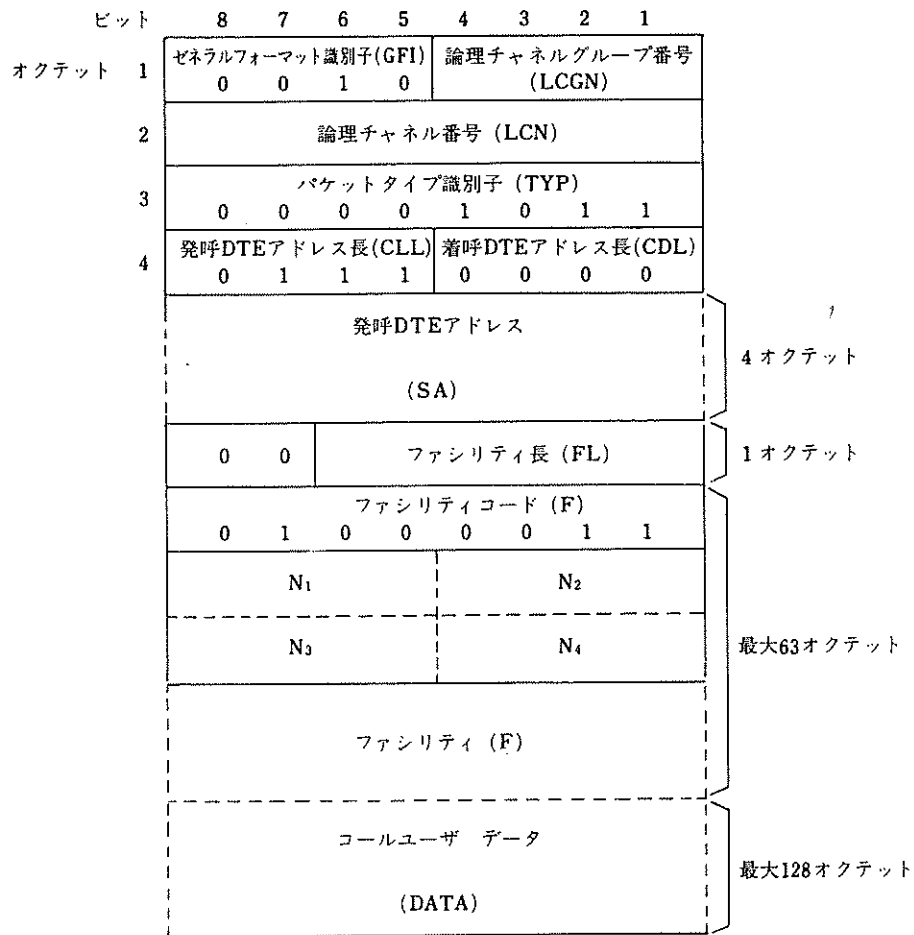 ビット 8 7 6 5 4 3 2 1
オクテット 1 ゼネラルフォーマット識別子(GFI) 論理チャネルグループ番号
0 0 1 0 (LCGN)
2 論理チャネル番号 (LCN)
パケットタイプ識別子 (TYP)
3
0 0 0 0 1 0 1 1
発呼DTEアドレス長(CLL) 着呼DTEアドレス長(CDL)
4
0 1 1 1 0 0 0 0
発呼DTEアドレス
4オクテット
(SA)
0 0 ファシリティ長 (FL) 1オクテット
ファシリティコード (F)
0 1 0 0 0 0 1 1
N₁ N₂
N₃ N₄ 最大63オクテット
ファシリティ (F)
コールユーザ データ
最大128オクテット
(DATA)